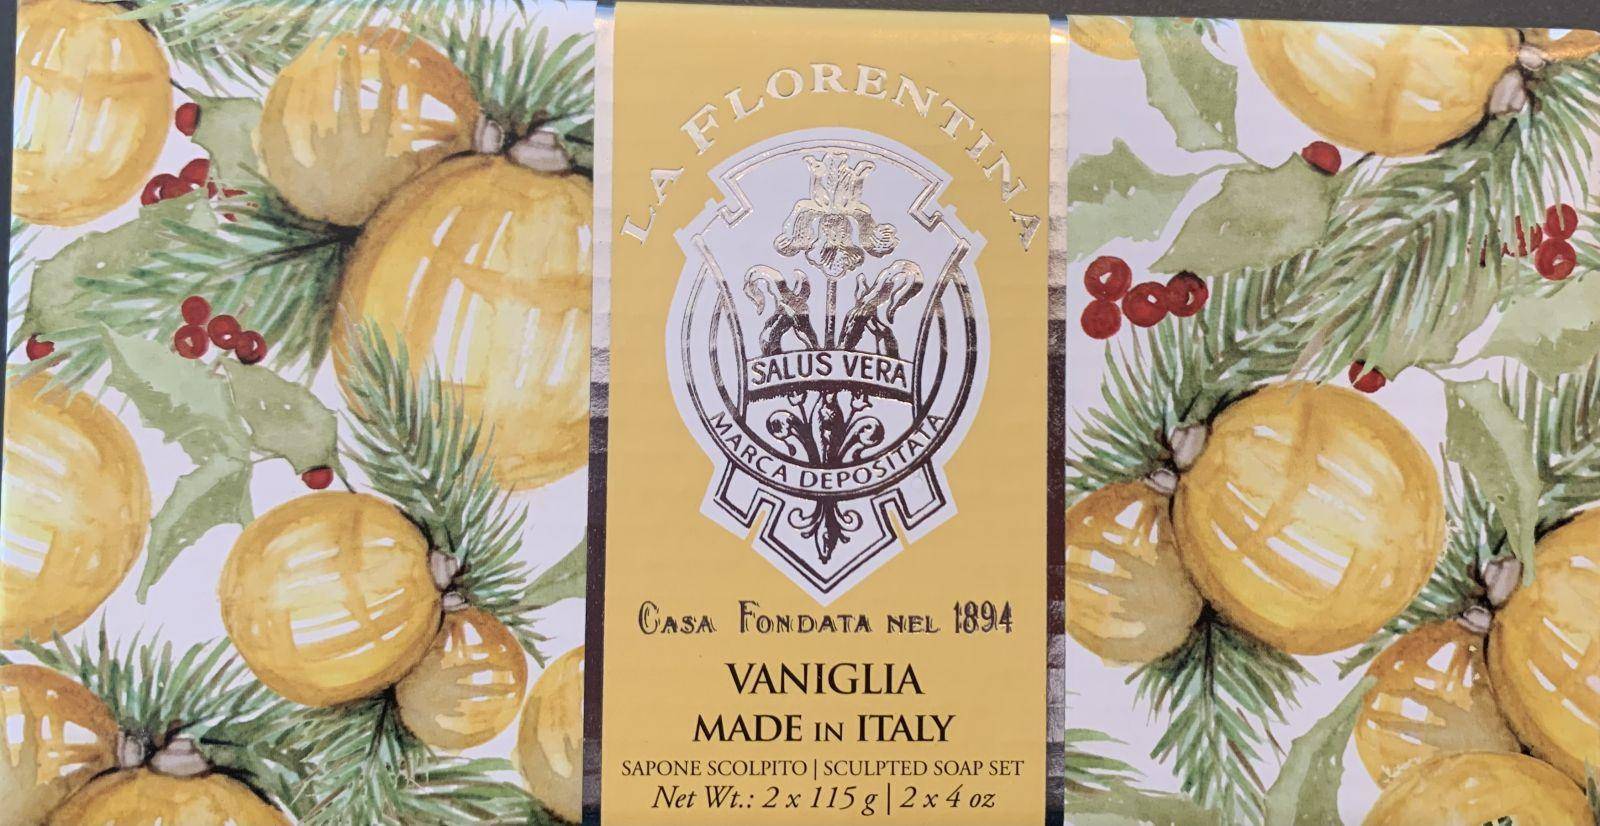 LA FLORENTINA
SALUS VERA
MARCA DEPOSITATA
CASA FONDATA NEL 1894
VANIGLIA
MADE IN ITALY
SAPONE SCOLPITO | SCULPTED SOAP SET
Net Wt.: 2 x 115 g | 2 x 4 oz